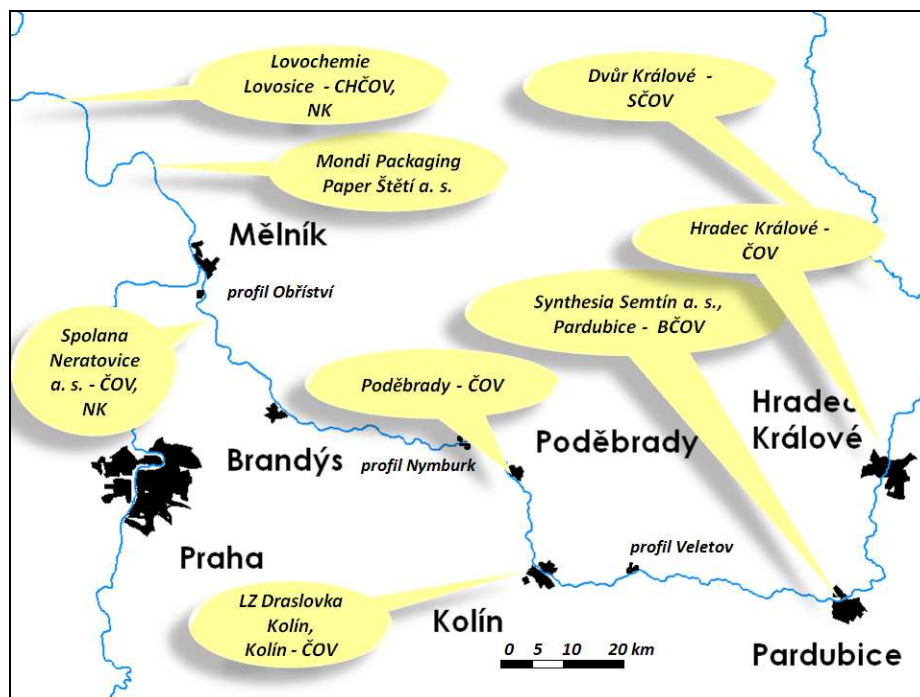 Lovochemie
Lovosice - CHČOV,
NK
Dvůr Králové -
SČOV
Mondi Packaging
Paper Štětí a. s.
Mělník
Hradec Králové -
ČOV
profil Obříství
Synthesia Semtín a. s.,
Pardubice - BČOV
Spolana
Neratovice
a. s. - ČOV,
NK
Poděbrady - ČOV
Hradec
Králové
Brandýs
profil Nymburk
Poděbrady
Praha
profil Veletov
LZ Draslovka
Kolín,
Kolín - ČOV
Kolín
0 5 10 20 km
Pardubice